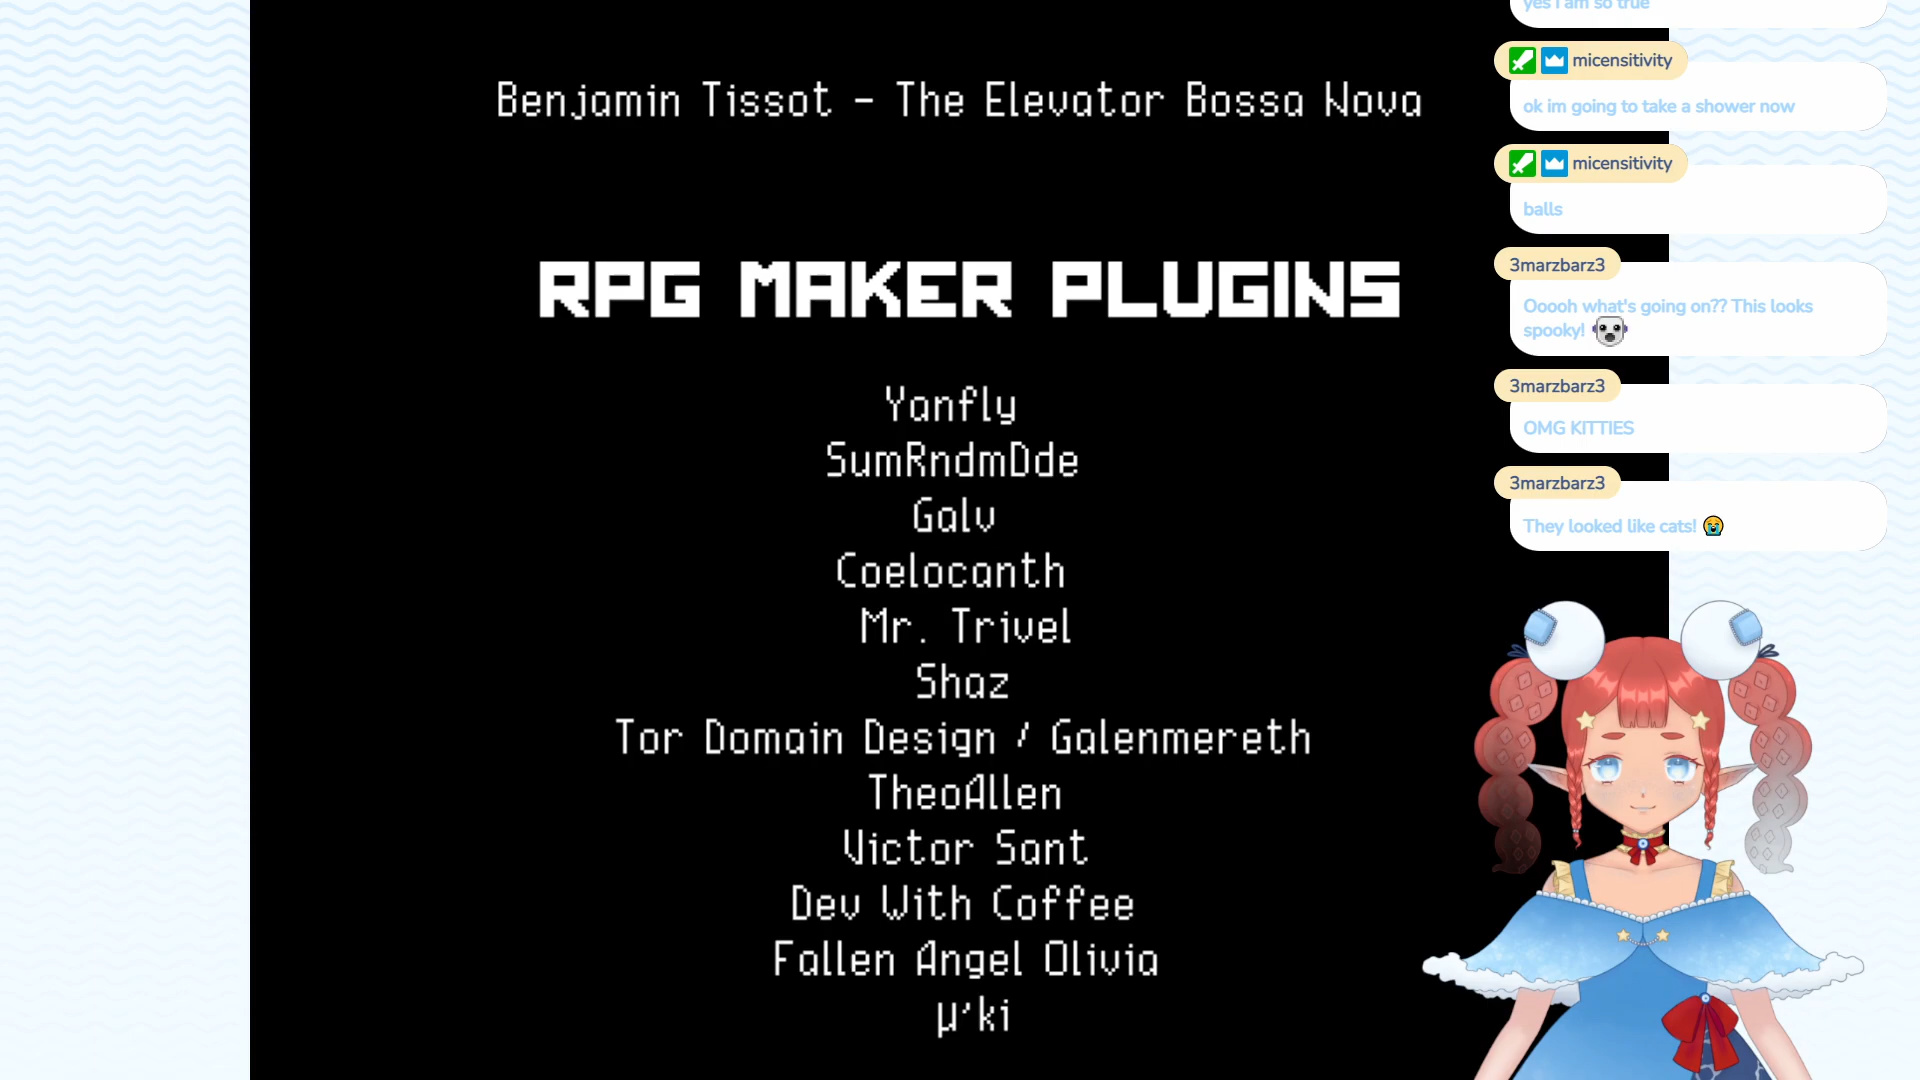 Benjamin Tissot - The Elevator Bossa Nova
RPG MAKER PLUGINS
Yanfly
SumRndmDde
Galv
Coelocanth
Mr. Trivel
Shaz
Tor Domain Design / Galenmereth
TheoAllen
Victor Sant
Dev With Coffee
Fallen Angel Olivia
µ'ki
yes I am so true
micensitivity
ok im going to take a shower now
micensitivity
balls
3marzbarz3
Ooooh what's going on?? This looks
spooky!
3marzbarz3
OMG KITTIES
3marzbarz3
They looked like cats! 😭